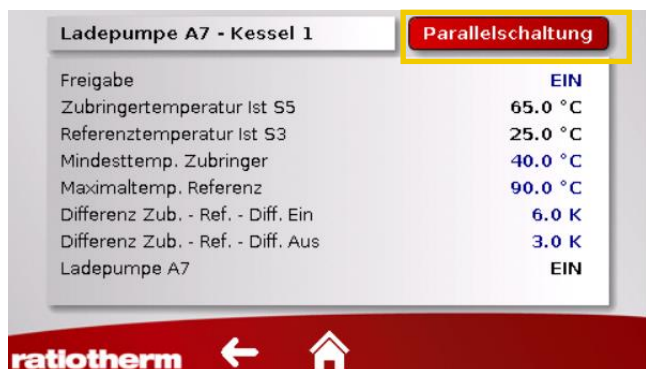 Ladepumpe A7 - Kessel 1 Parallelschaltung
Freigabe EIN
Zubringertemperatur Ist S5 65.0 °C
Referenztemperatur Ist S3 25.0 °C
Mindesttemp. Zubringer 40.0 °C
Maximaltemp. Referenz 90.0 °C
Differenz Zub. - Ref. - Diff. Ein 6.0 K
Differenz Zub. - Ref. - Diff. Aus 3.0 K
Ladepumpe A7 EIN
ratiotherm